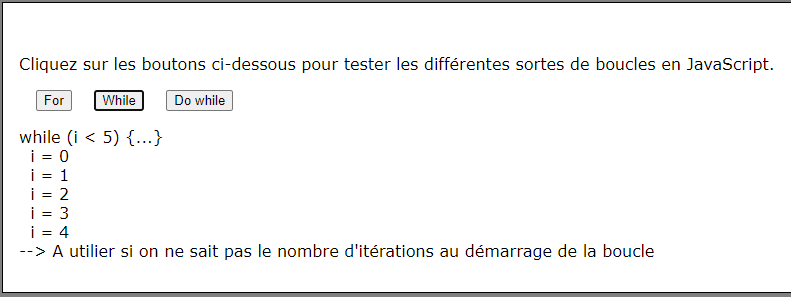 Cliquez sur les boutons ci-dessous pour tester les différentes sortes de boucles en JavaScript.
For While Do while
while (i < 5) {...}
i = 0
i = 1
i = 2
i = 3
i = 4
--> A utilier si on ne sait pas le nombre d'itérations au démarrage de la boucle